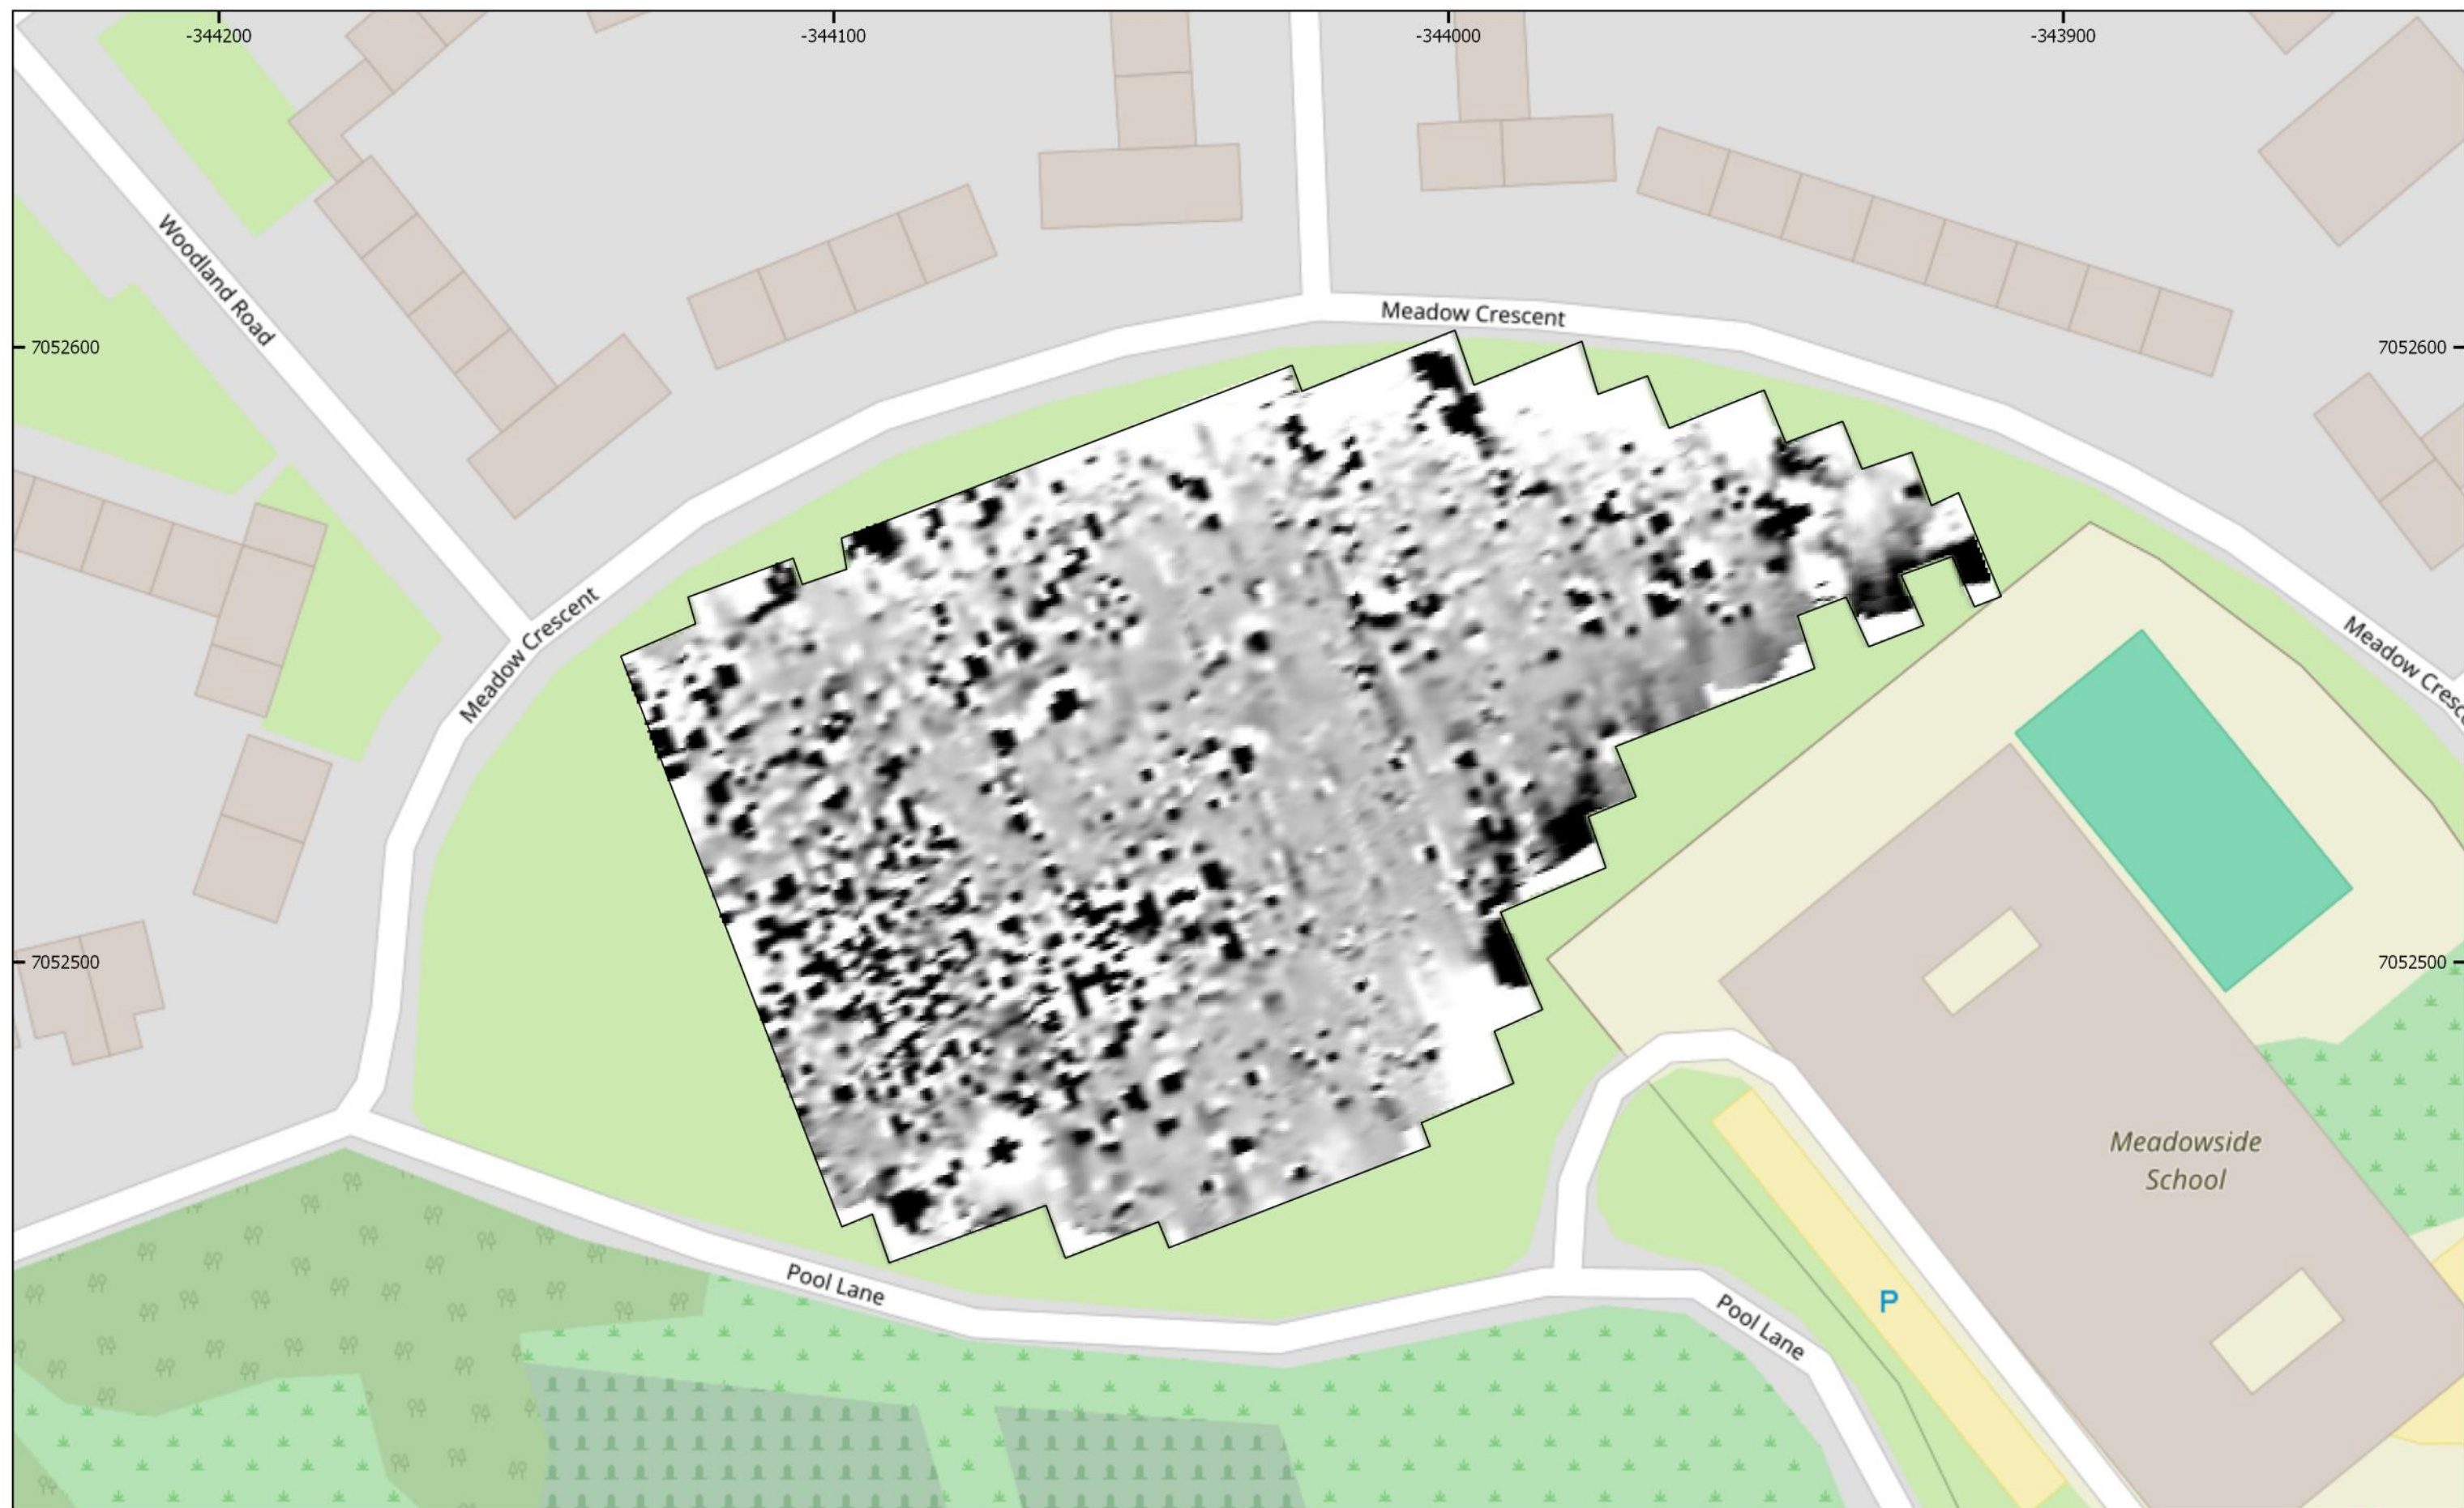 -344200
-344100
-344000
-343900
Woodland Road
Meadow Crescent
7052600
7052600
Meadow Crescent
Meadow Cresc
7052500
7052500
Meadowside
School
P
Pool Lane
Pool Lane